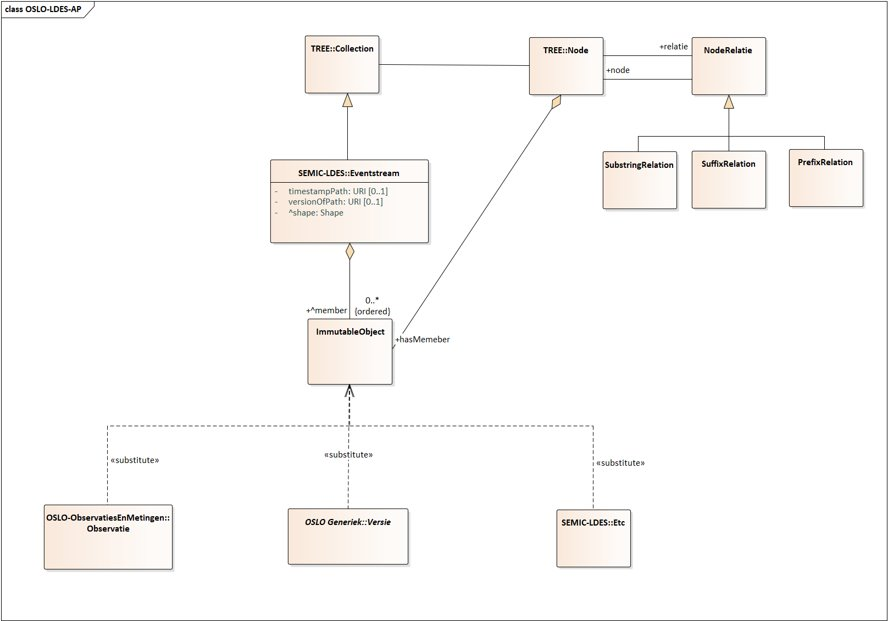 class OSLO-LDES-AP
TREE::Collection
TREE::Node
+relatie
NodeRelatie
+node
SEMIC-LDES::Eventstream
- timestampPath: URI [0..1]
- versionOfPath: URI [0..1]
- ^shape: Shape
SubstringRelation
SuffixRelation
PrefixRelation
0..*
+^member {ordered}
ImmutableObject
+hasMemeber
«substitute»
«substitute»
«substitute»
OSLO-ObservatiesEnMetingen::
Observatie
OSLO Generiek::Versie
SEMIC-LDES::Etc